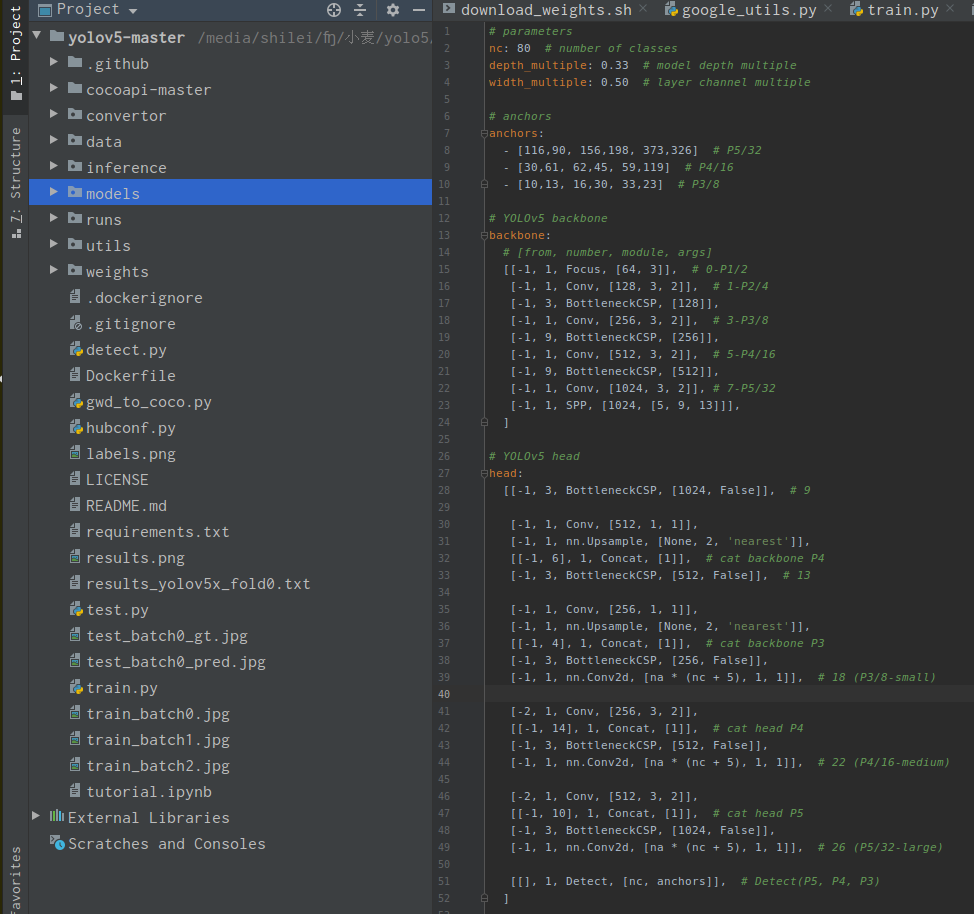 1: Project
7: Structure
Favorites
Project
yolov5-master /media/shilei/fhj/小麦/yolo5,
.github
cocoapi-master
convertor
data
inference
models
runs
utils
weights
.dockerignore
.gitignore
detect.py
Dockerfile
gwd_to_coco.py
hubconf.py
labels.png
LICENSE
README.md
requirements.txt
results.png
results_yolov5x_fold0.txt
test.py
test_batch0_gt.jpg
test_batch0_pred.jpg
train.py
train_batch0.jpg
train_batch1.jpg
train_batch2.jpg
tutorial.ipynb
External Libraries
Scratches and Consoles
download_weights.sh google_utils.py train.py
1 # parameters
2 nc: 80 # number of classes
3 depth_multiple: 0.33 # model depth multiple
4 width_multiple: 0.50 # layer channel multiple
5
6 # anchors
7 anchors:
8 - [116,90, 156,198, 373,326] # P5/32
9 - [30,61, 62,45, 59,119] # P4/16
10 - [10,13, 16,30, 33,23] # P3/8
11
12 # YOLOv5 backbone
13 backbone:
14 # [from, number, module, args]
15 [[-1, 1, Focus, [64, 3]], # 0-P1/2
16 [-1, 1, Conv, [128, 3, 2]], # 1-P2/4
17 [-1, 3, BottleneckCSP, [128]],
18 [-1, 1, Conv, [256, 3, 2]], # 3-P3/8
19 [-1, 9, BottleneckCSP, [256]],
20 [-1, 1, Conv, [512, 3, 2]], # 5-P4/16
21 [-1, 9, BottleneckCSP, [512]],
22 [-1, 1, Conv, [1024, 3, 2]], # 7-P5/32
23 [-1, 1, SPP, [1024, [5, 9, 13]]],
24 ]
25
26 # YOLOv5 head
27 head:
28 [[-1, 3, BottleneckCSP, [1024, False]], # 9
29
30 [-1, 1, Conv, [512, 1, 1]],
31 [-1, 1, nn.Upsample, [None, 2, 'nearest']],
32 [[-1, 6], 1, Concat, [1]], # cat backbone P4
33 [-1, 3, BottleneckCSP, [512, False]], # 13
34
35 [-1, 1, Conv, [256, 1, 1]],
36 [-1, 1, nn.Upsample, [None, 2, 'nearest']],
37 [[-1, 4], 1, Concat, [1]], # cat backbone P3
38 [-1, 3, BottleneckCSP, [256, False]],
39 [-1, 1, nn.Conv2d, [na * (nc + 5), 1, 1]], # 18 (P3/8-small)
40
41 [-2, 1, Conv, [256, 3, 2]],
42 [[-1, 14], 1, Concat, [1]], # cat head P4
43 [-1, 3, BottleneckCSP, [512, False]],
44 [-1, 1, nn.Conv2d, [na * (nc + 5), 1, 1]], # 22 (P4/16-medium)
45
46 [-2, 1, Conv, [512, 3, 2]],
47 [[-1, 10], 1, Concat, [1]], # cat head P5
48 [-1, 3, BottleneckCSP, [1024, False]],
49 [-1, 1, nn.Conv2d, [na * (nc + 5), 1, 1]], # 26 (P5/32-large)
50
51 [[], 1, Detect, [nc, anchors]], # Detect(P5, P4, P3)
52 ]